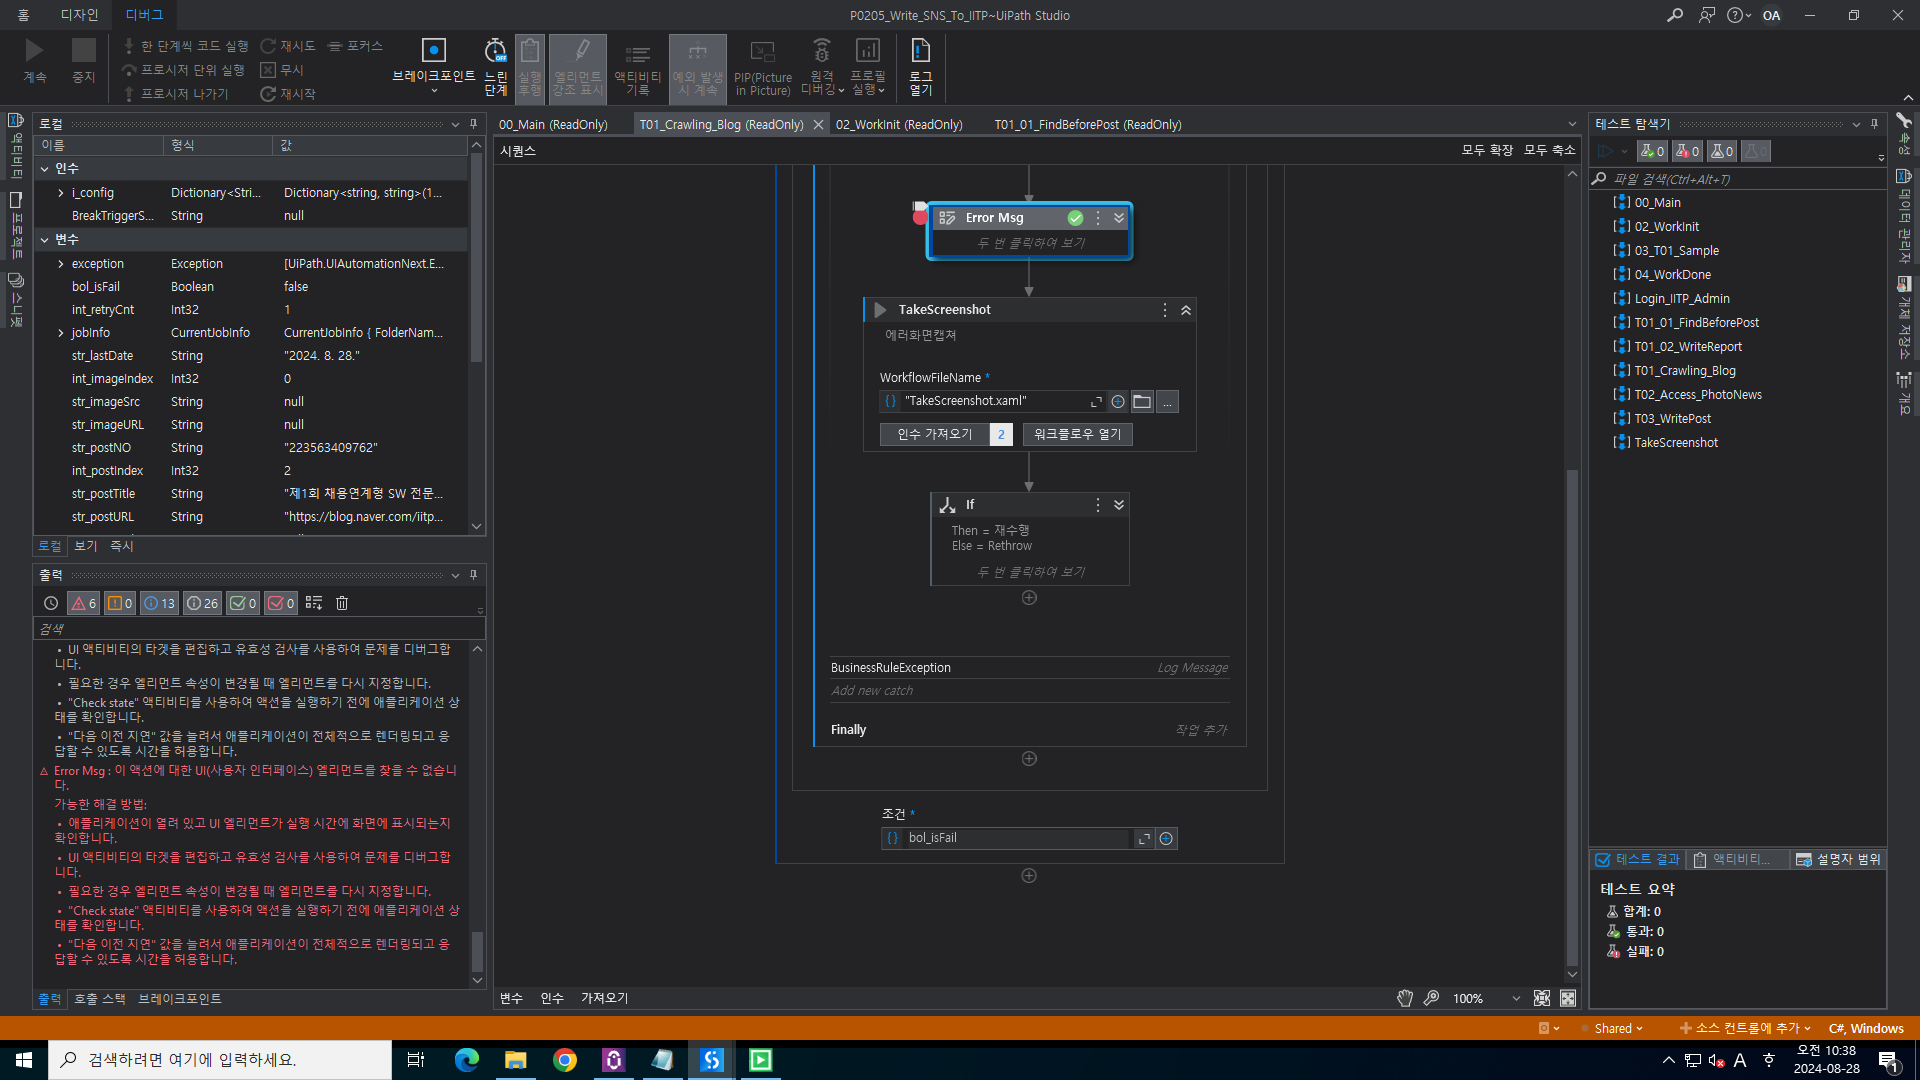 홈 디자인 디버그
P0205_Write_SNS_To_IITP~UiPath Studio
OA
계속 중지
한 단계씩 코드 실행 재시도 포커스
프로시저 단위 실행 무시
프로시저 나가기 재시작
브레이크포인트
느린 단계
실행 후행
엘리먼트 강조 표시
액티비티 기록
예외 발생 시 계속
PIP(Picture in Picture)
원격 디버깅
프로필 실행
로그 열기
액티비티
프로젝트
스니펫
로컬
이름 형식 값
인수
i_config Dictionary<Stri... Dictionary<string, string>(1...
BreakTriggerS... String null
변수
exception Exception [UiPath.UIAutomationNext.E...
bol_isFail Boolean false
int_retryCnt Int32 1
jobInfo CurrentJobInfo CurrentJobInfo { FolderNam...
str_lastDate String "2024. 8. 28."
int_imageIndex Int32 0
str_imageSrc String null
str_imageURL String null
str_postNO String "223563409762"
int_postIndex Int32 2
str_postTitle String "제1회 채용연계형 SW 전문...
str_postURL String "https://blog.naver.com/iitp...
로컬 보기 즉시
출력
6 0 13 26 0 0
검색
• UI 액티비티의 타겟을 편집하고 유효성 검사를 사용하여 문제를 디버그합
니다.
• 필요한 경우 엘리먼트 속성이 변경될 때 엘리먼트를 다시 지정합니다.
• "Check state" 액티비티를 사용하여 액션을 실행하기 전에 애플리케이션 상
태를 확인합니다.
• "다음 이전 지연" 값을 늘려서 애플리케이션이 전체적으로 렌더링되고 응
답할 수 있도록 시간을 허용합니다.
Error Msg : 이 액션에 대한 UI(사용자 인터페이스) 엘리먼트를 찾을 수 없습니
다.
가능한 해결 방법:
• 애플리케이션이 열려 있고 UI 엘리먼트가 실행 시간에 화면에 표시되는지
확인합니다.
• UI 액티비티의 타겟을 편집하고 유효성 검사를 사용하여 문제를 디버그합
니다.
• 필요한 경우 엘리먼트 속성이 변경될 때 엘리먼트를 다시 지정합니다.
• "Check state" 액티비티를 사용하여 액션을 실행하기 전에 애플리케이션 상
태를 확인합니다.
• "다음 이전 지연" 값을 늘려서 애플리케이션이 전체적으로 렌더링되고 응
답할 수 있도록 시간을 허용합니다.
출력 호출 스택 브레이크포인트
00_Main (ReadOnly) T01_Crawling_Blog (ReadOnly) 02_WorkInit (ReadOnly) T01_01_FindBeforePost (ReadOnly)
시퀀스 모두 확장 모두 축소
Error Msg
두 번 클릭하여 보기
TakeScreenshot
에러화면캡쳐
WorkflowFileName *
"TakeScreenshot.xaml" ...
인수 가져오기 2 워크플로우 열기
If
Then = 재수행
Else = Rethrow
두 번 클릭하여 보기
BusinessRuleException Log Message
Add new catch
Finally 작업 추가
조건 *
bol_isFail
변수 인수 가져오기 100%
테스트 탐색기
0 0 0 0
파일 검색(Ctrl+Alt+T)
00_Main
02_WorkInit
03_T01_Sample
04_WorkDone
Login_IITP_Admin
T01_01_FindBeforePost
T01_02_WriteReport
T01_Crawling_Blog
T02_Access_PhotoNews
T03_WritePost
TakeScreenshot
테스트 결과 액티비티... 설명자 범위
테스트 요약
합계: 0
통과: 0
실패: 0
속성
데이터 관리자
개체 저장소
개요
Shared 소스 컨트롤에 추가 C#, Windows
검색하려면 여기에 입력하세요.
A 한
오전 10:38
2024-08-28
1